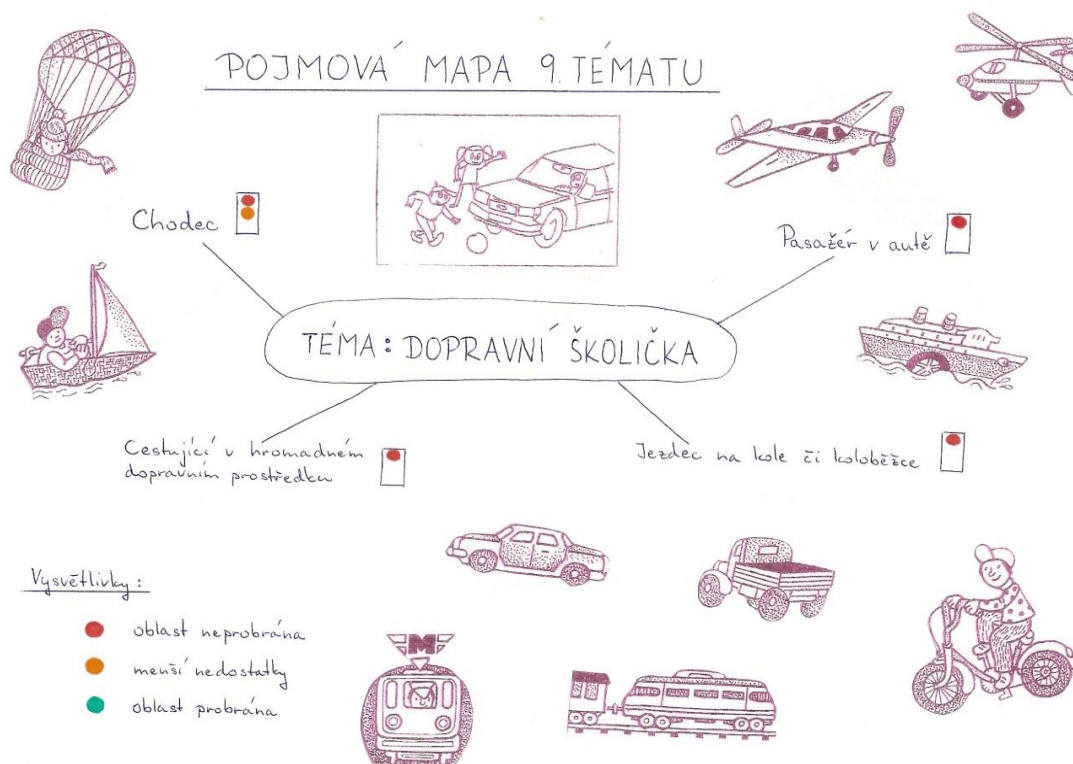 POJMOVÁ MAPA 9. TÉMATU
Chodec
Pasažér v autě
TÉMA: DOPRAVNÍ ŠKOLIČKA
Cestující v hromadném
dopravním prostředku
Jezdec na kole či koloběžce
Vysvětlivky:
oblast neprobrána
menší nedostatky
oblast probrána
M